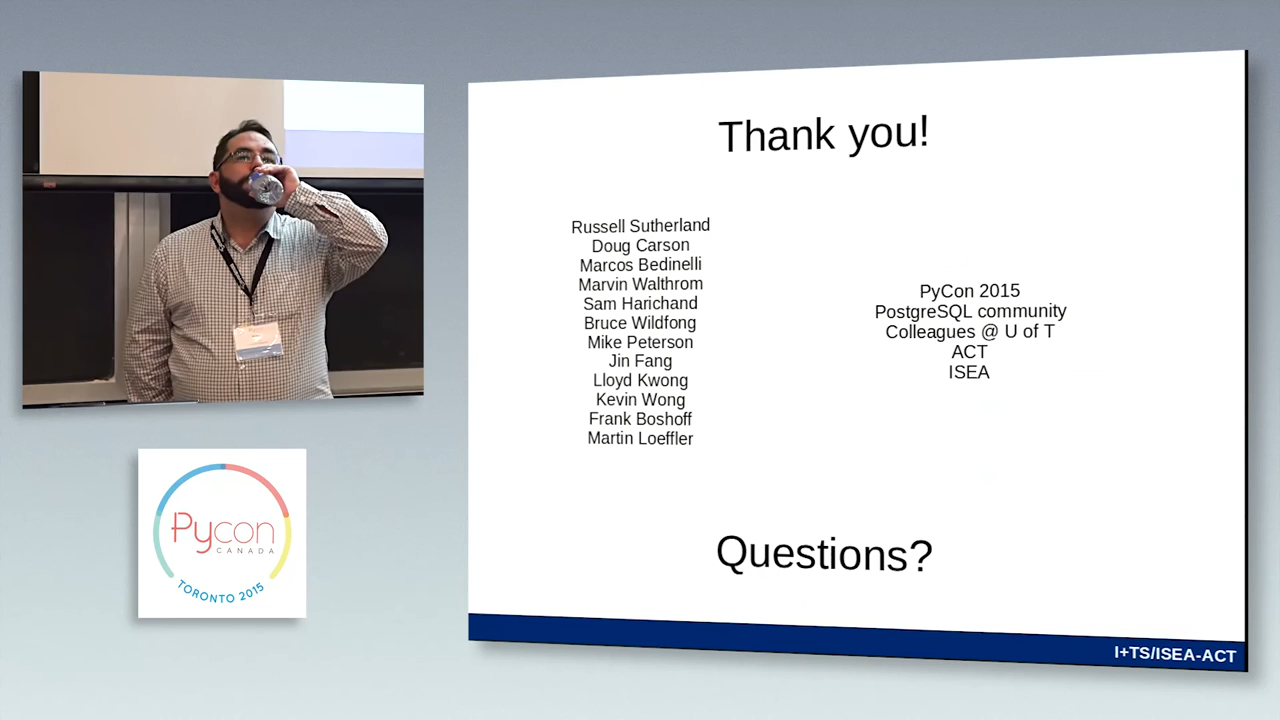 Thank you!
Russell Sutherland
Doug Carson
Marcos Bedinelli
Marvin Walthrom
Sam Harichand
Bruce Wildfong
Mike Peterson
Jin Fang
Lloyd Kwong
Kevin Wong
Frank Boshoff
Martin Loeffler
PyCon 2015
PostgreSQL community
Colleagues @ U of T
ACT
ISEA
Questions?
I+TS/ISEA-ACT
Pycon
CANADA
TORONTO 2015